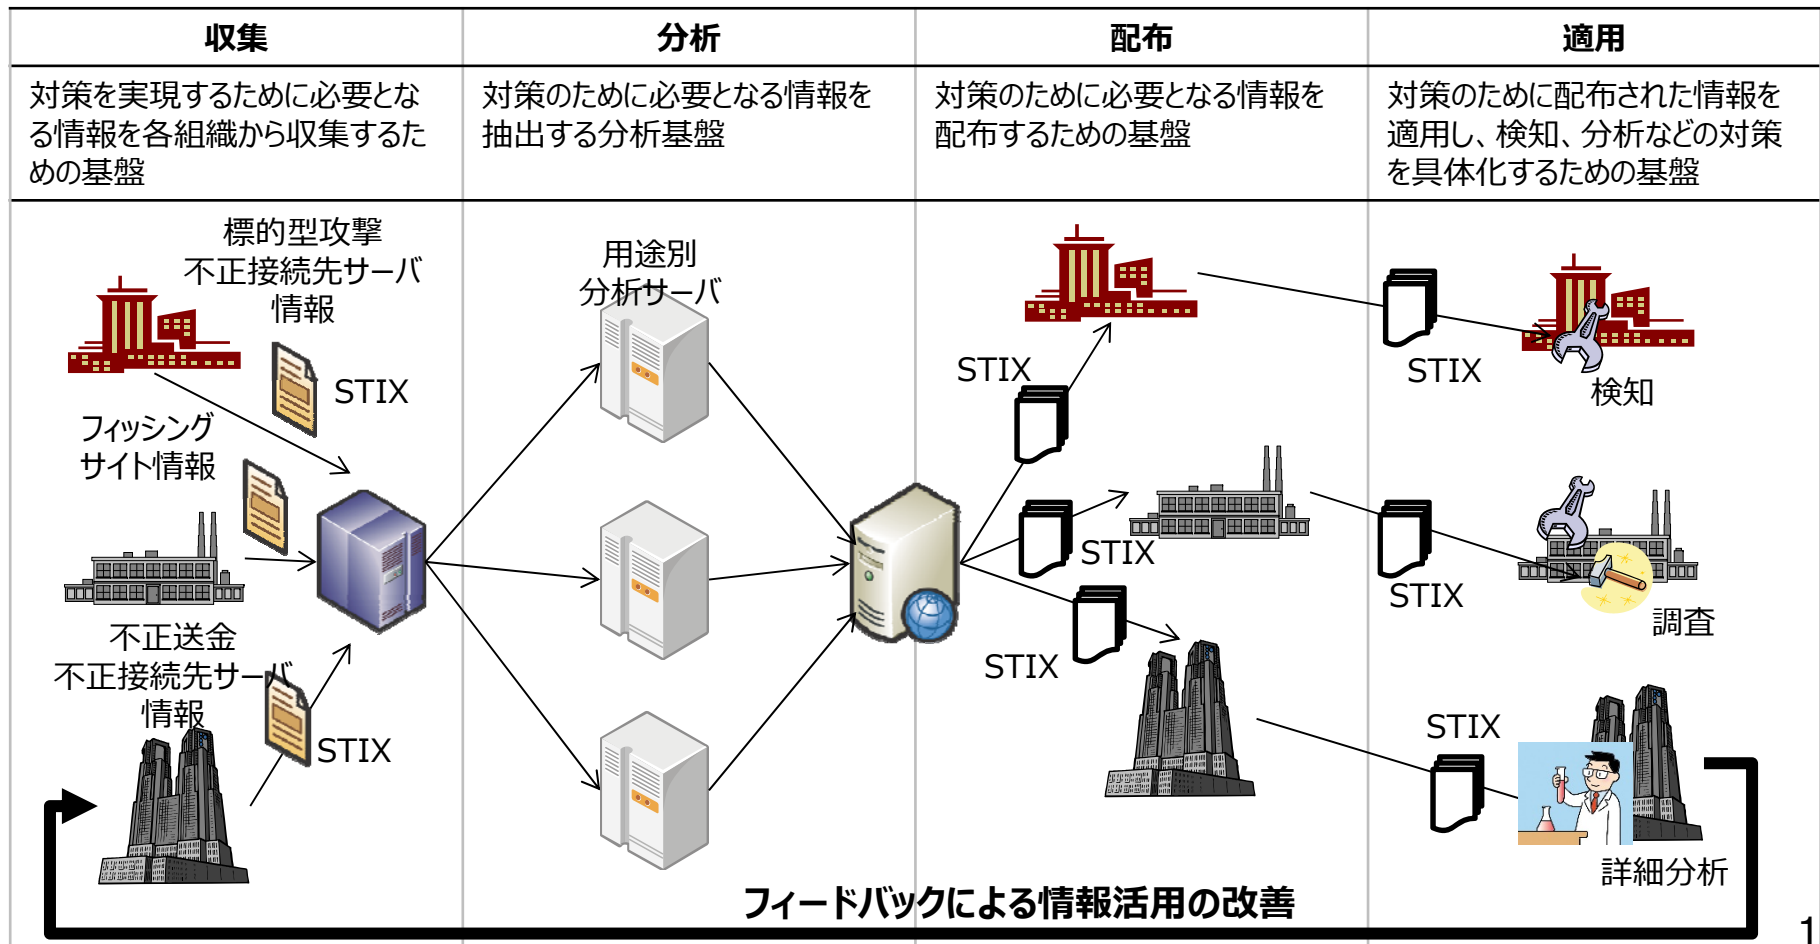 収集
対策を実現するために必要とな
る情報を各組織から収集するた
めの基盤
標的型攻撃
不正接続先サーバ
情報
STIX
フィッシング
サイト情報
不正送金
不正接続先サーバ
情報
STIX
分析
対策のために必要となる情報を
抽出する分析基盤
用途別
分析サーバ
配布
対策のために必要となる情報を
配布するための基盤
STIX
STIX
STIX
適用
対策のために配布された情報を
適用し、検知、分析などの対策
を具体化するための基盤
STIX
検知
STIX
調査
STIX
詳細分析
フィードバックによる情報活用の改善
1